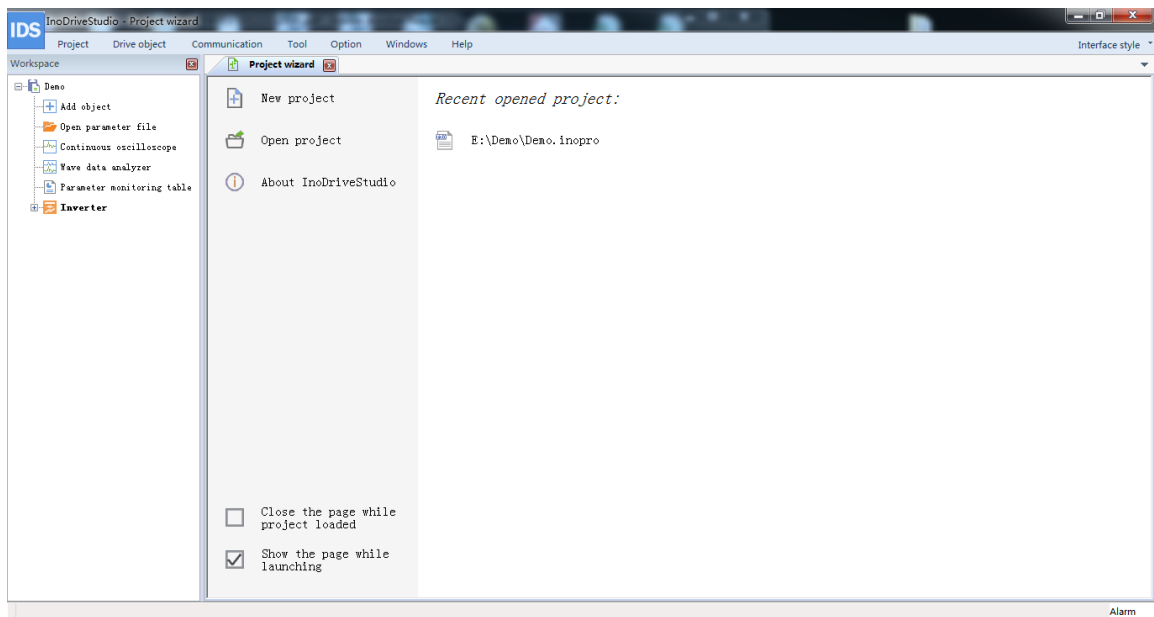 IDS
InoDriveStudio - Project wizard
Project Drive object Communication Tool Option Windows Help
Interface style
Workspace
Project wizard
Demo
Add object
Open parameter file
Continuous oscilloscope
Wave data analyzer
Parameter monitoring table
Inverter
New project
Open project
About InoDriveStudio
Close the page while
project loaded
Show the page while
launching
Recent opened project:
E:\Demo\Demo.inopro
Alarm